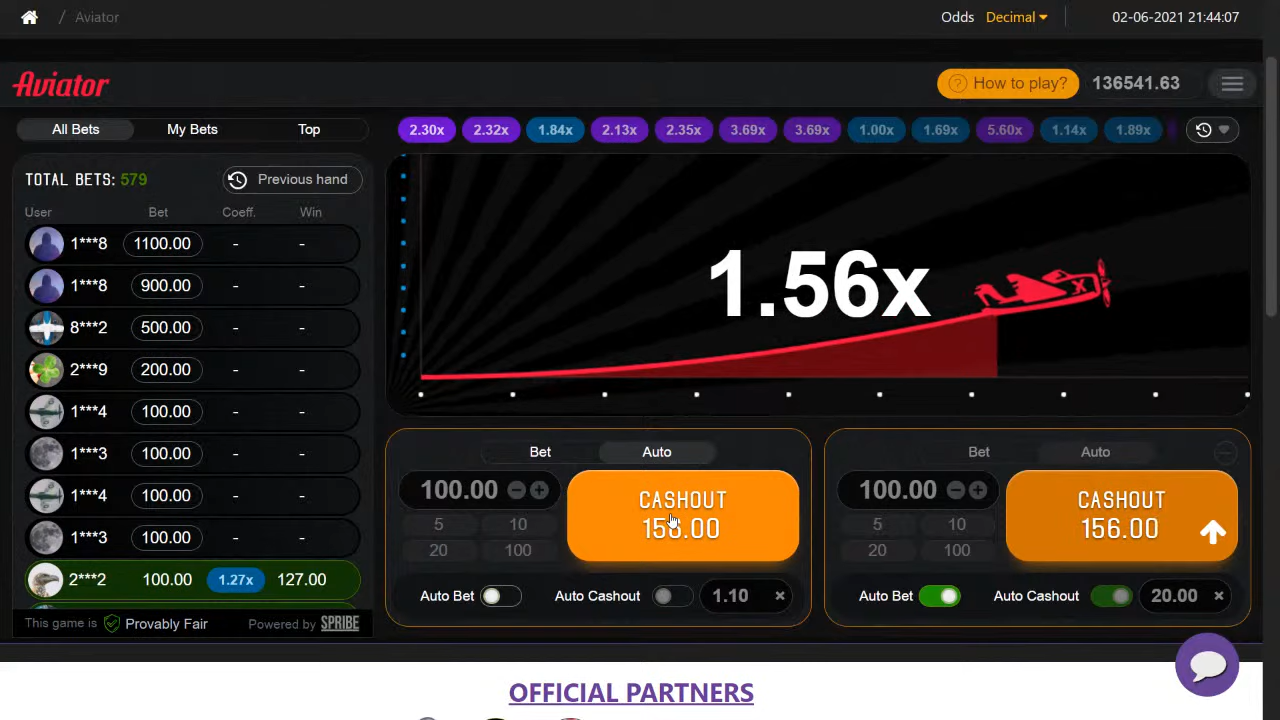 / Aviator
Odds Decimal 02-06-2021 21:44:07
Aviator
? How to play? 136541.63
All Bets My Bets Top
2.30x 2.32x 1.84x 2.13x 2.35x 3.69x 3.69x 1.00x 1.69x 5.60x 1.14x 1.89x
TOTAL BETS: 579 Previous hand
User Bet Coeff. Win
1***8 1100.00 - -
1***8 900.00 - -
8***2 500.00 - -
2***9 200.00 - -
1***4 100.00 - -
1***3 100.00 - -
1***4 100.00 - -
1***3 100.00 - -
2***2 100.00 1.27x 127.00
This game is Provably Fair Powered by SPRIBE
1.56x
X
Bet Auto
100.00 - +
5 10
20 100
CASHOUT
156.00
Auto Bet Auto Cashout 1.10 ×
Bet Auto
100.00 - +
5 10
20 100
CASHOUT
156.00
Auto Bet Auto Cashout 20.00 ×
OFFICIAL PARTNERS